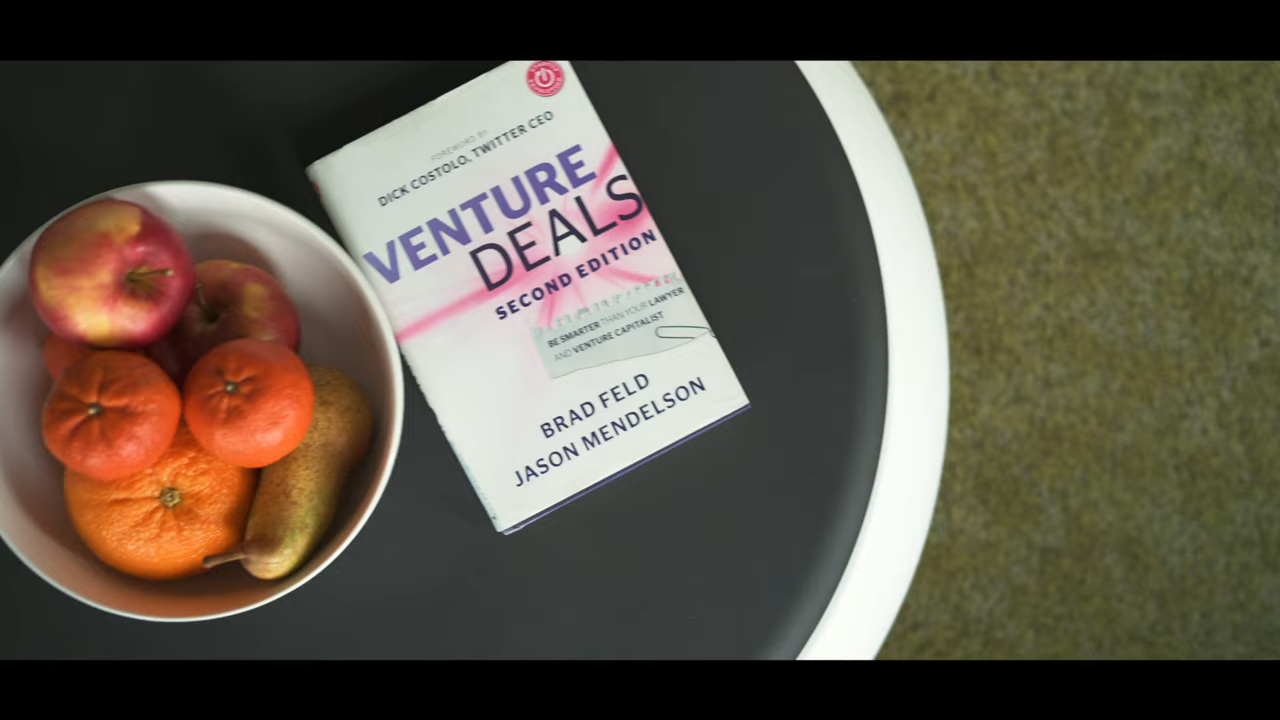 FOREWORD BY
DICK COSTOLO, TWITTER CEO
VENTURE
DEALS
SECOND EDITION
BE SMARTER THAN YOUR LAWYER
AND VENTURE CAPITALIST
BRAD FELD
JASON MENDELSON